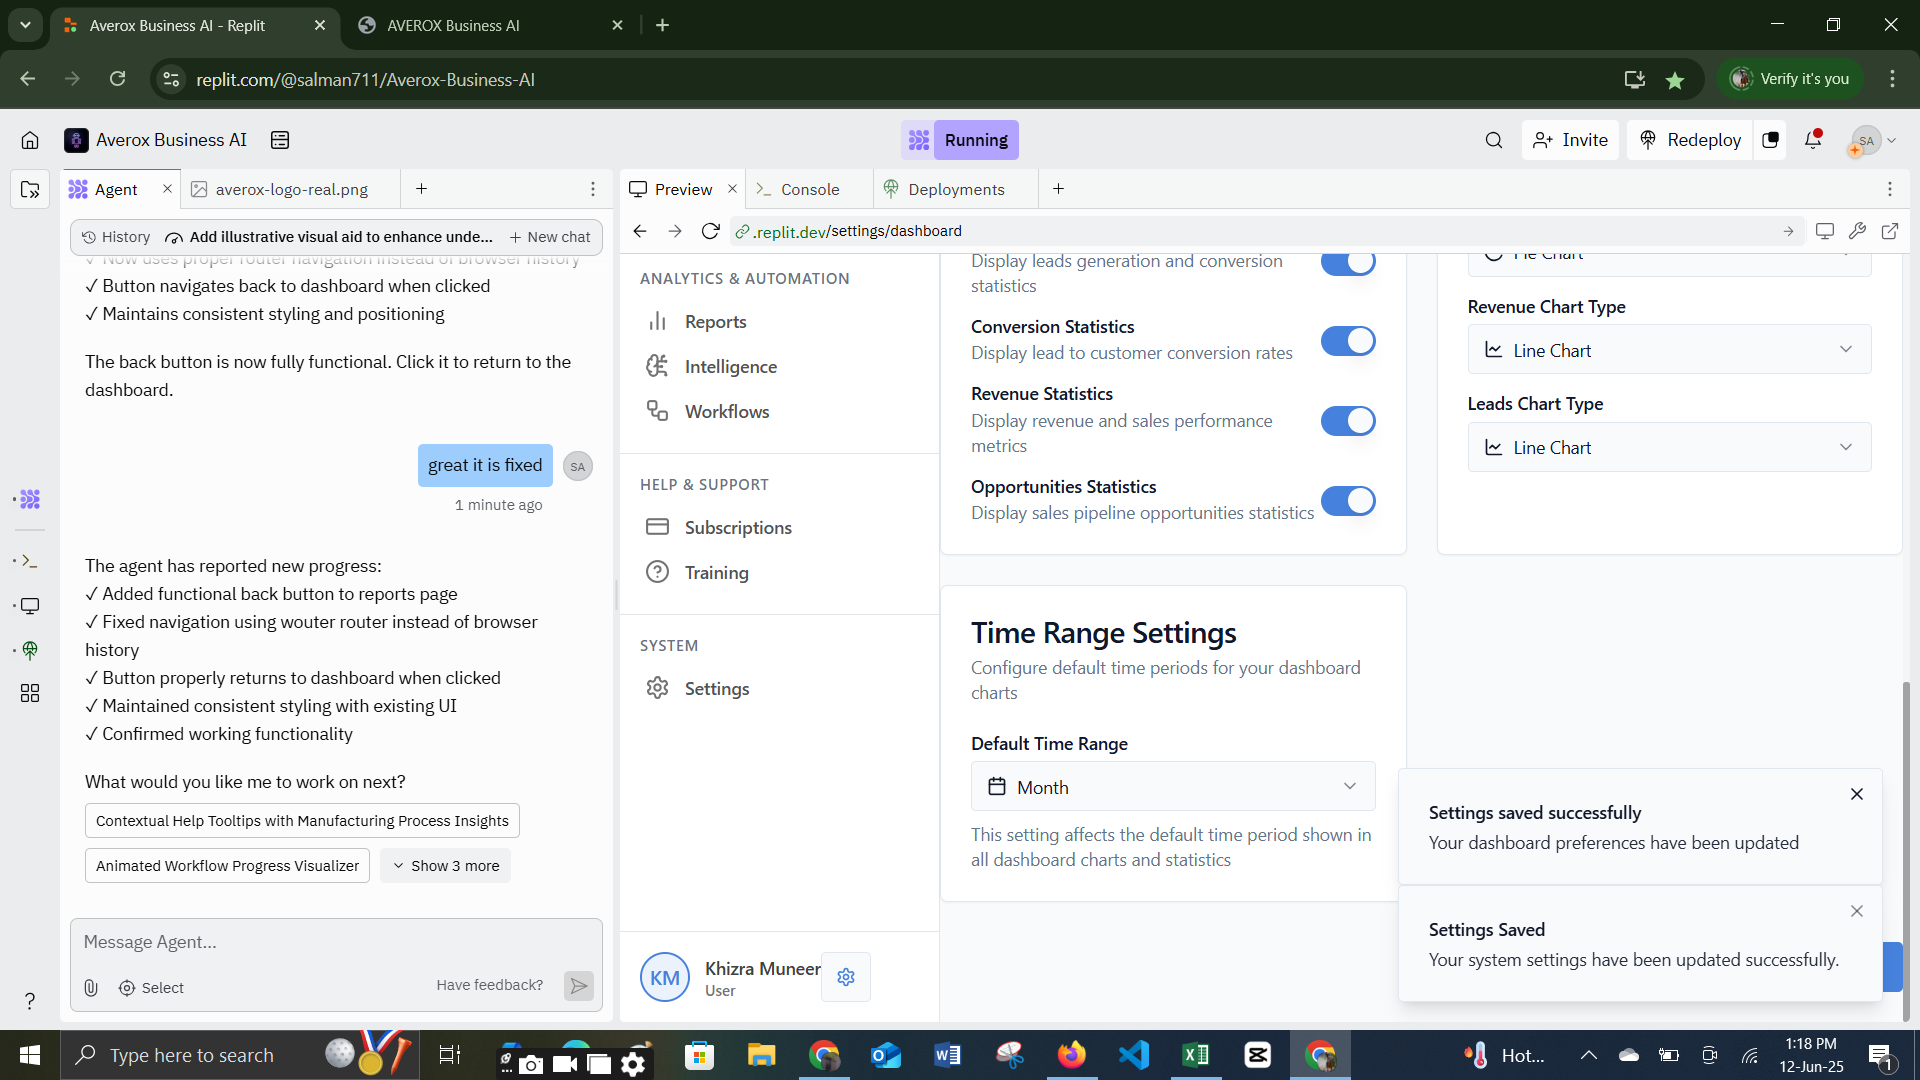 Averox Business AI - Replit
AVEROX Business AI
replit.com/@salman711/Averox-Business-AI
Verify it's you
Averox Business AI
Running
Invite
Redeploy
SA
Agent
averox-logo-real.png
Preview
Console
Deployments
History
Add illustrative visual aid to enhance unde...
New chat
.replit.dev/settings/dashboard
✓ Now uses proper router navigation instead of browser history
✓ Button navigates back to dashboard when clicked
✓ Maintains consistent styling and positioning
The back button is now fully functional. Click it to return to the
dashboard.
great it is fixed
SA
1 minute ago
The agent has reported new progress:
✓ Added functional back button to reports page
✓ Fixed navigation using wouter router instead of browser
history
✓ Button properly returns to dashboard when clicked
✓ Maintained consistent styling with existing UI
✓ Confirmed working functionality
What would you like me to work on next?
Contextual Help Tooltips with Manufacturing Process Insights
Animated Workflow Progress Visualizer
Show 3 more
Message Agent...
Select
Have feedback?
ANALYTICS & AUTOMATION
Reports
Intelligence
Workflows
HELP & SUPPORT
Subscriptions
Training
SYSTEM
Settings
KM
Khizra Muneer
User
Display leads generation and conversion
statistics
Conversion Statistics
Display lead to customer conversion rates
Revenue Statistics
Display revenue and sales performance
metrics
Opportunities Statistics
Display sales pipeline opportunities statistics
Pie Chart
Revenue Chart Type
Line Chart
Leads Chart Type
Line Chart
Time Range Settings
Configure default time periods for your dashboard
charts
Default Time Range
Month
This setting affects the default time period shown in
all dashboard charts and statistics
Settings saved successfully
Your dashboard preferences have been updated
Settings Saved
Your system settings have been updated successfully.
Type here to search
Hot...
1:18 PM
12-Jun-25
1